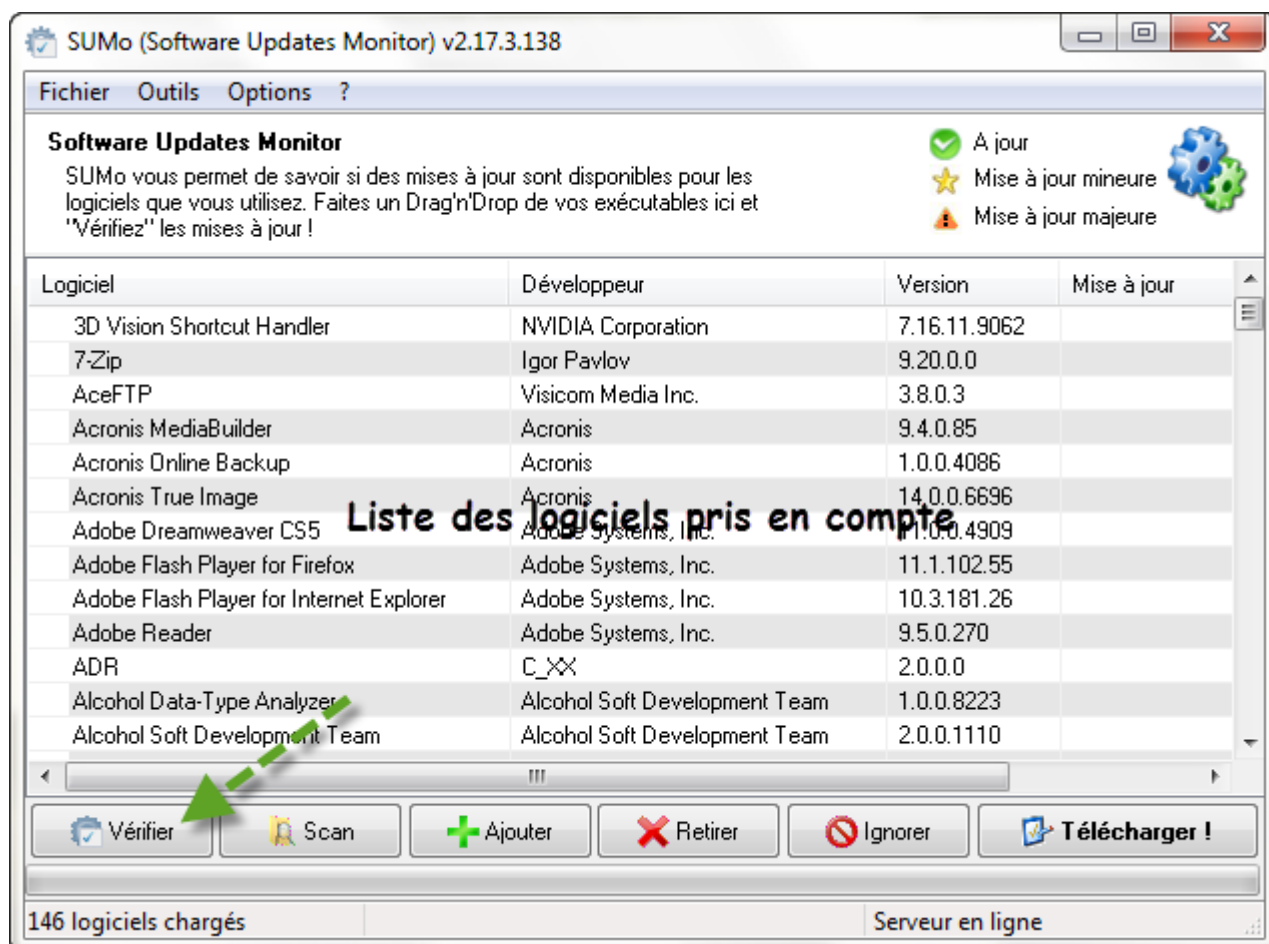 SUMo (Software Updates Monitor) v2.17.3.138
Fichier Outils Options ?
Software Updates Monitor
SUMo vous permet de savoir si des mises à jour sont disponibles pour les
logiciels que vous utilisez. Faites un Drag'n'Drop de vos exécutables ici et
"Vérifiez" les mises à jour !
A jour
Mise à jour mineure
Mise à jour majeure
Logiciel Développeur Version Mise à jour
3D Vision Shortcut Handler NVIDIA Corporation 7.16.11.9062
7-Zip Igor Pavlov 9.20.0.0
AceFTP Visicom Media Inc. 3.8.0.3
Acronis MediaBuilder Acronis 9.4.0.85
Acronis Online Backup Acronis 1.0.0.4086
Acronis True Image Acronis 14.0.0.6696
Liste des logiciels pris en compte
Adobe Dreamweaver CS5 Adobe Systems, Inc. 11.0.0.4909
Adobe Flash Player for Firefox Adobe Systems, Inc. 11.1.102.55
Adobe Flash Player for Internet Explorer Adobe Systems, Inc. 10.3.181.26
Adobe Reader Adobe Systems, Inc. 9.5.0.270
ADR C_XX 2.0.0.0
Alcohol Data-Type Analyzer Alcohol Soft Development Team 1.0.0.8223
Alcohol Soft Development Team Alcohol Soft Development Team 2.0.0.1110
Vérifier Scan Ajouter Retirer Ignorer Télécharger !
146 logiciels chargés Serveur en ligne